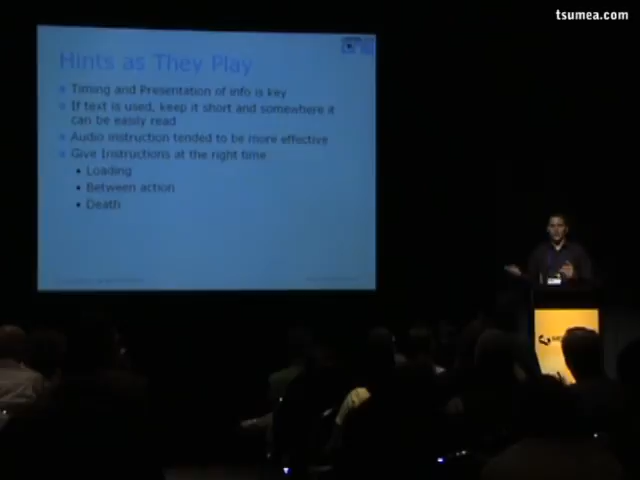 tsumea.com
Hints as They Play
Timing and Presentation of info is key
If text is used, keep it short and somewhere it
can be easily read
Audio instruction tended to be more effective
Give Instructions at the right time
Loading
Between action
Death